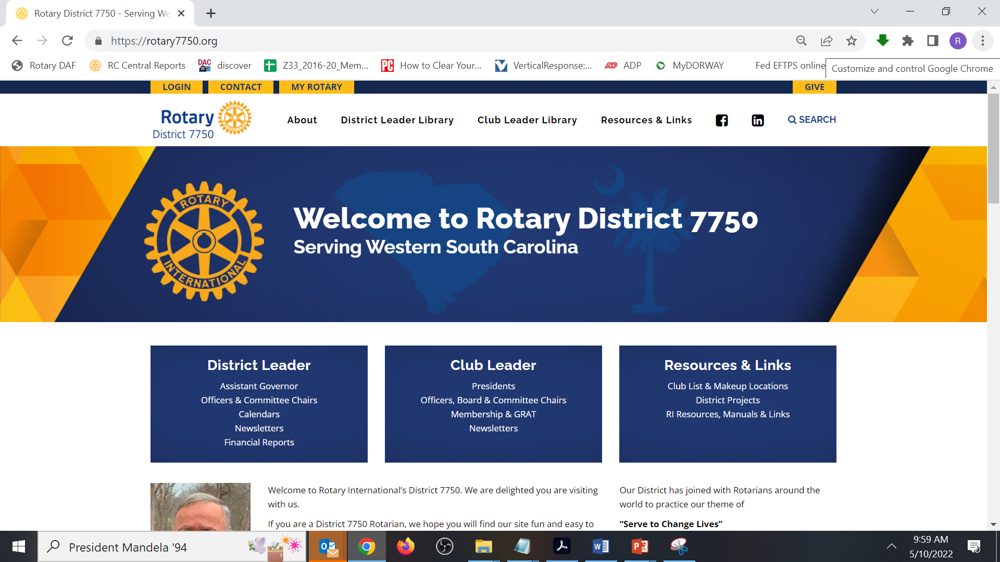 Rotary District 7750 - Serving We
https://rotary7750.org
Rotary DAF
RC Central Reports
DAC discover
Z33_2016-20_Mem...
PC How to Clear Your...
VerticalResponse:...
ADP ADP
MyDORWAY
Fed EFTPS online
Customize and control Google Chrome
R
LOGIN
CONTACT
MY ROTARY
GIVE
Rotary
District 7750
ROTARY
INTERNATIONAL
About
District Leader Library
Club Leader Library
Resources & Links
in
SEARCH
ROTARY
INTERNATIONAL
Welcome to Rotary District 7750
Serving Western South Carolina
District Leader
Assistant Governor
Officers & Committee Chairs
Calendars
Newsletters
Financial Reports
Club Leader
Presidents
Officers, Board & Committee Chairs
Membership & GRAT
Newsletters
Resources & Links
Club List & Makeup Locations
District Projects
RI Resources, Manuals & Links
Welcome to Rotary International’s District 7750. We are delighted you are visiting
with us.
If you are a District 7750 Rotarian, we hope you will find our site fun and easy to
Our District has joined with Rotarians around the
world to practice our theme of
“Serve to Change Lives”
President Mandela '94
9:59 AM
5/10/2022